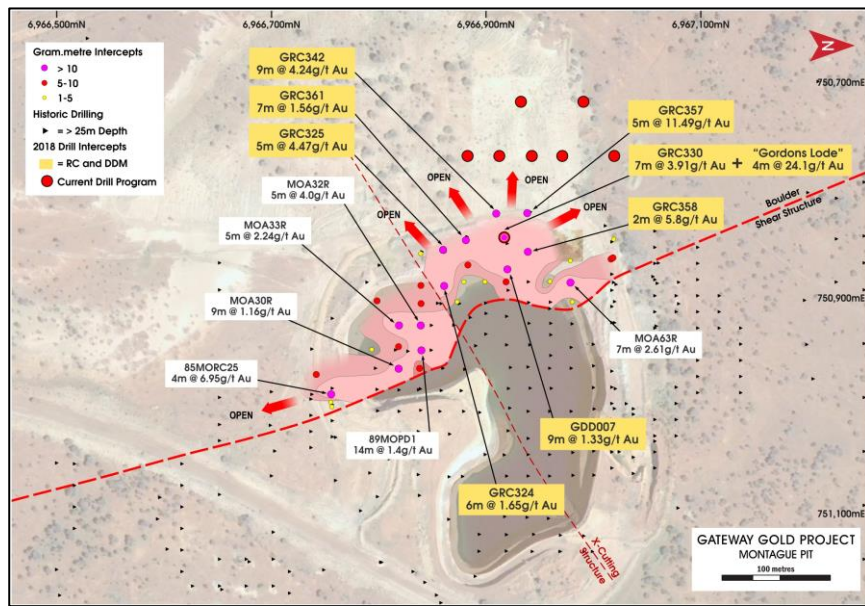 6,966,500mN
6,966,700mN
6,966,900mN
6,967,100mN
Gram.metre Intercepts
> 10
5-10
1-5
Historic Drilling
= > 25m Depth
2018 Drill Intercepts
= RC and DDM
Current Drill Program
N
750,700mE
GRC342
9m @ 4.24g/t Au
GRC361
7m @ 1.56g/t Au
GRC325
5m @ 4.47g/t Au
GRC357
5m @ 11.49g/t Au
GRC330
7m @ 3.91g/t Au
+
"Gordons Lode"
4m @ 24.1g/t Au
GRC358
2m @ 5.8g/t Au
MOA32R
5m @ 4.0g/t Au
MOA33R
5m @ 2.24g/t Au
MOA30R
9m @ 1.16g/t Au
85MORC25
4m @ 6.95g/t Au
OPEN
OPEN
OPEN
OPEN
OPEN
Boulder
Shear Structure
750,900mE
MOA63R
7m @ 2.61g/t Au
89MOPD1
14m @ 1.4g/t Au
GDD007
9m @ 1.33g/t Au
GRC324
6m @ 1.65g/t Au
X-Cutting
Structure
751,100mE
GATEWAY GOLD PROJECT
MONTAGUE PIT
100 metres